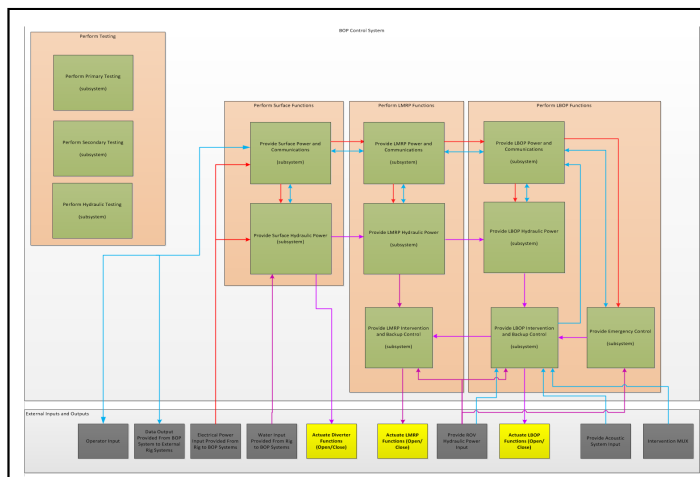 BOP Control System
Perform Testing
Perform Primary Testing
(subsystem)
Perform Secondary Testing
(subsystem)
Perform Hydraulic Testing
(subsystem)
Perform Surface Functions
Provide Surface Power and
Communications
(subsystem)
Provide Surface Hydraulic Power
(subsystem)
Perform LMRP Functions
Provide LMRP Power and
Communications
(subsystem)
Provide LMRP Hydraulic Power
(subsystem)
Provide LMRP Intervention
and Backup Control
(subsystem)
Perform LBOP Functions
Provide LBOP Power and
Communications
(subsystem)
Provide LBOP Hydraulic Power
(subsystem)
Provide LBOP Intervention
and Backup Control
(subsystem)
Provide Emergency Control
(subsystem)
External Inputs and Outputs
Operator Input
Data Output
Provided From BOP
System to External
Rig Systems
Electrical Power
Input Provided From
Rig to BOP Systems
Water Input
Provided From Rig
to BOP Systems
Actuate Diverter
Functions
(Open/Close)
Actuate LMRP
Functions (Open/
Close)
Provide ROV
Hydraulic Power
Input
Actuate LBOP
Functions (Open/
Close)
Provide Acoustic
System Input
Intervention MUX